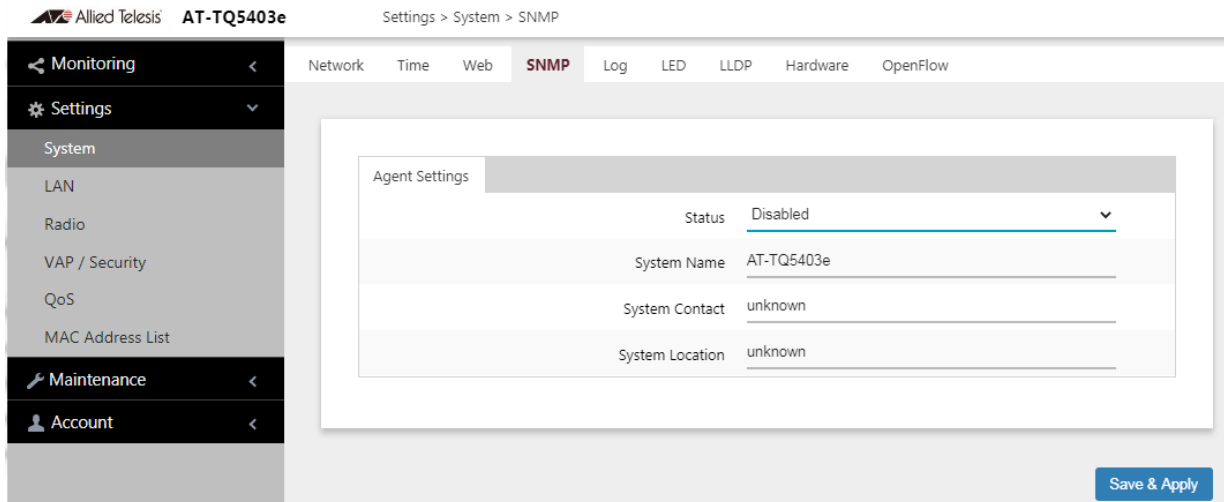 Allied Telesis AT-TQ5403e Settings > System > SNMP
Monitoring
Network Time Web SNMP Log LED LLDP Hardware OpenFlow
Settings
System
LAN
Radio
VAP / Security
QoS
MAC Address List
Maintenance
Account
Agent Settings
Status Disabled
System Name AT-TQ5403e
System Contact unknown
System Location unknown
Save & Apply